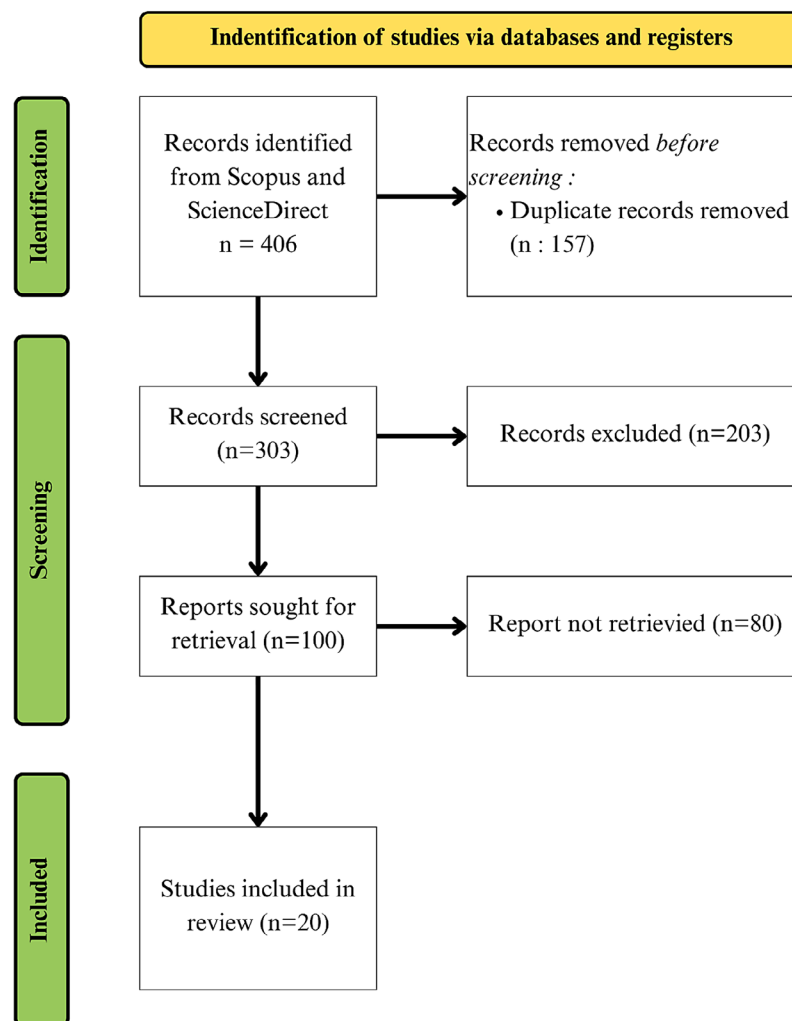 Indentification of studies via databases and registers
Identification
Records identified
from Scopus and
ScienceDirect
n = 406
Records removed before
screening :
• Duplicate records removed
(n : 157)
Screening
Records screened
(n=303)
Records excluded (n=203)
Reports sought for
retrieval (n=100)
Report not retrievied (n=80)
Included
Studies included in
review (n=20)